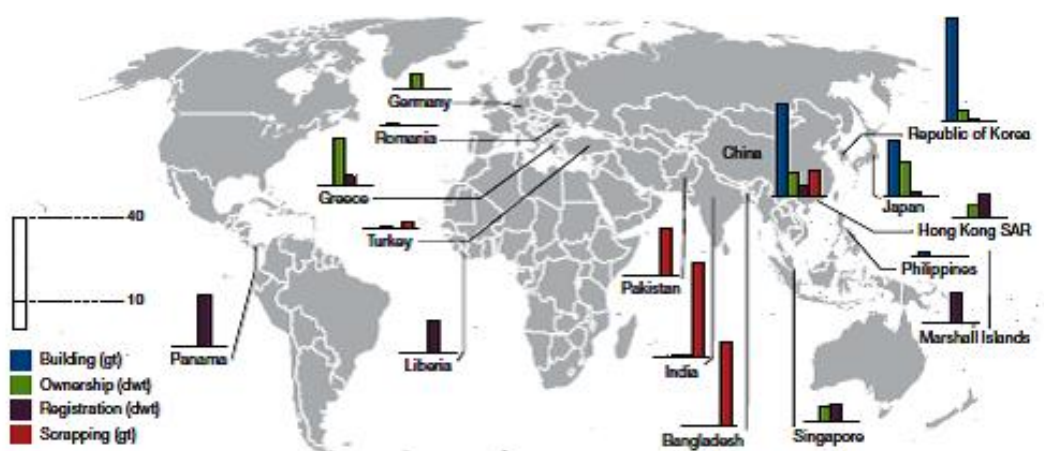 Germany
Romania
Greece
Turkey
China
Republic of Korea
Japan
Hong Kong SAR
Philippines
Marshall Islands
Pakistan
India
Bangladesh
Singapore
Panama
Liberia
40
10
Building (gt)
Ownership (dwt)
Registration (dwt)
Scrapping (gt)